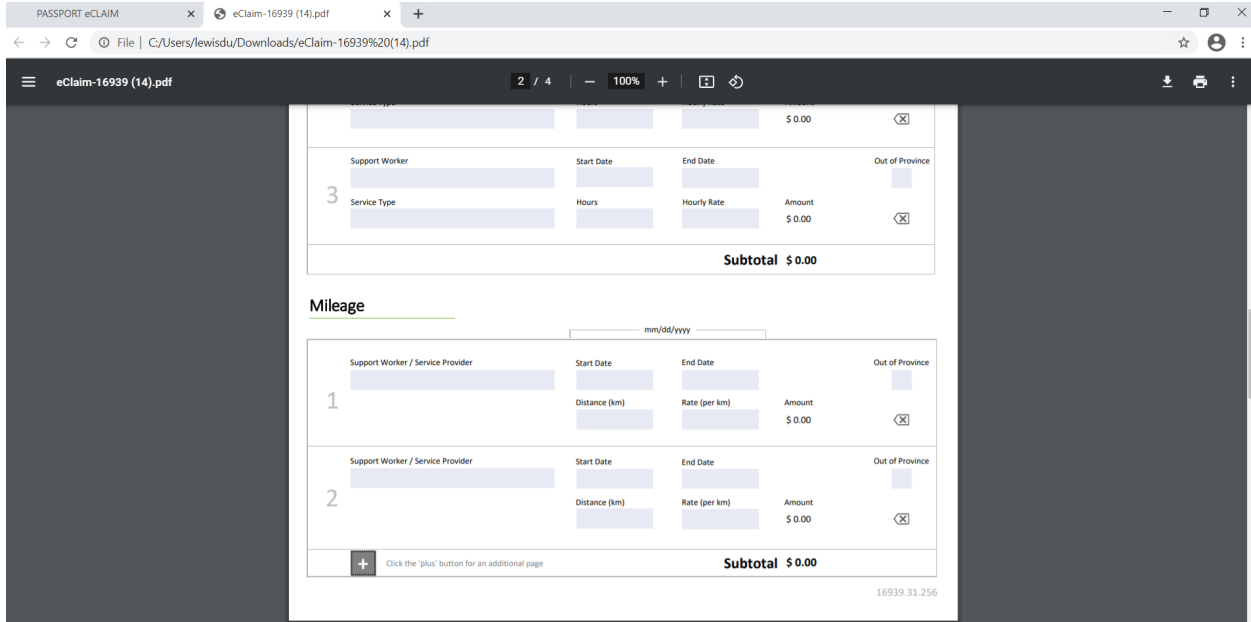 PASSPORT eCLAIM
eClaim-16939 (14).pdf
File | C:/Users/lewisdu/Downloads/eClaim-16939%20(14).pdf
eClaim-16939 (14).pdf
2 / 4
100%
$ 0.00
3
Support Worker
Start Date
End Date
Out of Province
Service Type
Hours
Hourly Rate
Amount
$ 0.00
Subtotal $ 0.00
Mileage
mm/dd/yyyy
1
Support Worker / Service Provider
Start Date
End Date
Out of Province
Distance (km)
Rate (per km)
Amount
$ 0.00
2
Support Worker / Service Provider
Start Date
End Date
Out of Province
Distance (km)
Rate (per km)
Amount
$ 0.00
+ Click the 'plus' button for an additional page
Subtotal $ 0.00
16939.31.256